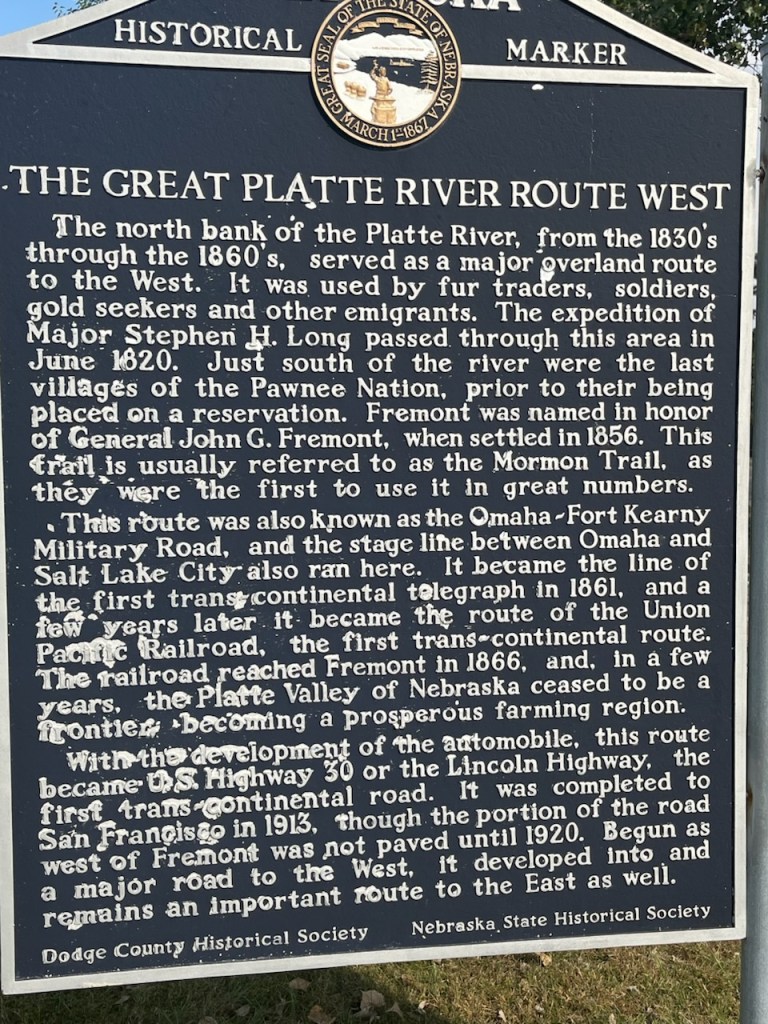 HISTORICAL MARKER
GREAT SEAL OF THE STATE OF NEBRASKA
MARCH 1ST 1867
THE GREAT PLATTE RIVER ROUTE WEST
The north bank of the Platte River, from the 1830's
through the 1860's, served as a major overland route
to the West. It was used by fur traders, soldiers,
gold seekers and other emigrants. The expedition of
Major Stephen H. Long passed through this area in
June 1820. Just south of the river were the last
villages of the Pawnee Nation, prior to their being
placed on a reservation. Fremont was named in honor
of General John G. Fremont, when settled in 1856. This
trail is usually referred to as the Mormon Trail, as
they were the first to use it in great numbers.
This route was also known as the Omaha-Fort Kearny
Military Road, and the stage line between Omaha and
Salt Lake City also ran here. It became the line of
the first trans-continental telegraph in 1861, and a
few years later it became the route of the Union
Pacific Railroad, the first trans-continental route.
The railroad reached Fremont in 1866, and, in a few
years, the Platte Valley of Nebraska ceased to be a
frontier, becoming a prosperous farming region.
With the development of the automobile, this route
became U.S. Highway 30 or the Lincoln Highway, the
first trans-continental road. It was completed to
San Francisco in 1913, though the portion of the road
west of Fremont was not paved until 1920. Begun as
a major road to the West, it developed into and
remains an important route to the East as well.
Dodge County Historical Society Nebraska State Historical Society